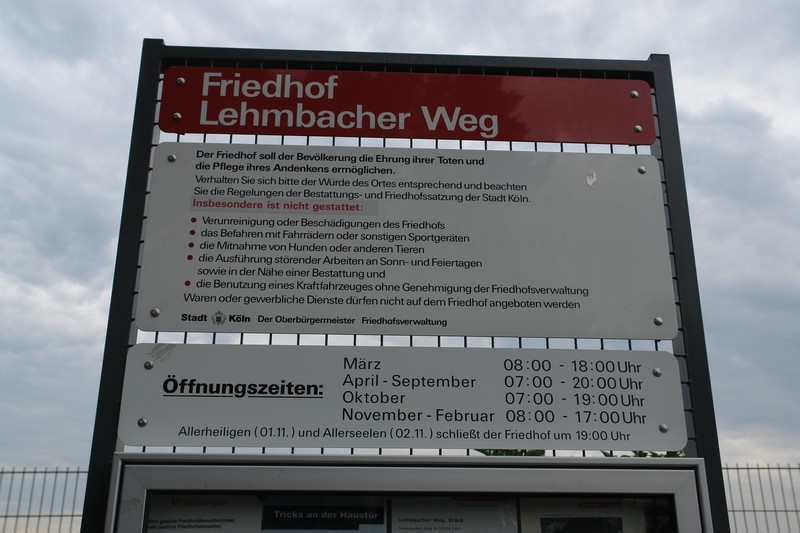 Friedhof
Lehmbacher Weg
Der Friedhof soll der Bevölkerung die Ehrung ihrer Toten und
die Pflege ihres Andenkens ermöglichen.
Verhalten Sie sich bitte der Würde des Ortes entsprechend und beachten
Sie die Regelungen der Bestattungs- und Friedhofssatzung der Stadt Köln.
Insbesondere ist nicht gestattet:
• Verunreinigung oder Beschädigungen des Friedhofs
• das Befahren mit Fahrrädern oder sonstigen Sportgeräten
• die Mitnahme von Hunden oder anderen Tieren
• die Ausführung störender Arbeiten an Sonn- und Feiertagen
sowie in der Nähe einer Bestattung und
• die Benutzung eines Kraftfahrzeuges ohne Genehmigung der Friedhofsverwaltung
Waren oder gewerbliche Dienste dürfen nicht auf dem Friedhof angeboten werden
Stadt Köln Der Oberbürgermeister Friedhofsverwaltung
Öffnungszeiten:
März 08:00 - 18:00 Uhr
April - September 07:00 - 20:00 Uhr
Oktober 07:00 - 19:00 Uhr
November - Februar 08:00 - 17:00 Uhr
Allerheiligen (01.11.) und Allerseelen (02.11.) schließt der Friedhof um 19:00 Uhr
Mitteilungen
Tricks an der Haustür
Lehmbacher Weg, Brück
Lehmbacher Weg in